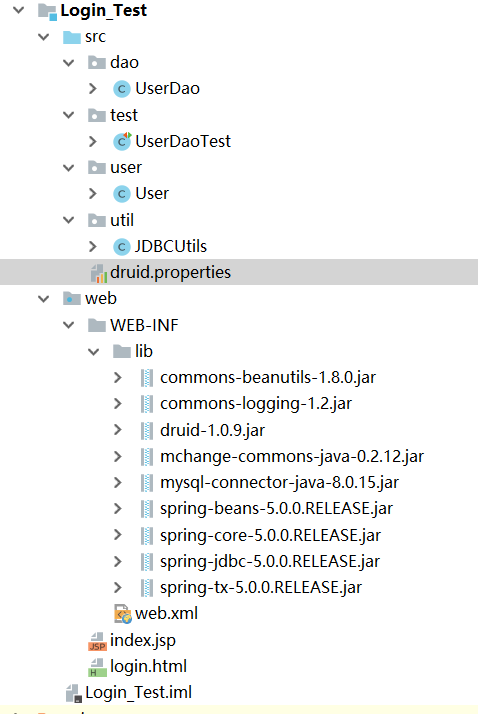 Login_Test
src
dao
UserDao
test
UserDaoTest
user
User
util
JDBCUtils
druid.properties
web
WEB-INF
lib
commons-beanutils-1.8.0.jar
commons-logging-1.2.jar
druid-1.0.9.jar
mchange-commons-java-0.2.12.jar
mysql-connector-java-8.0.15.jar
spring-beans-5.0.0.RELEASE.jar
spring-core-5.0.0.RELEASE.jar
spring-jdbc-5.0.0.RELEASE.jar
spring-tx-5.0.0.RELEASE.jar
web.xml
index.jsp
login.html
Login_Test.iml